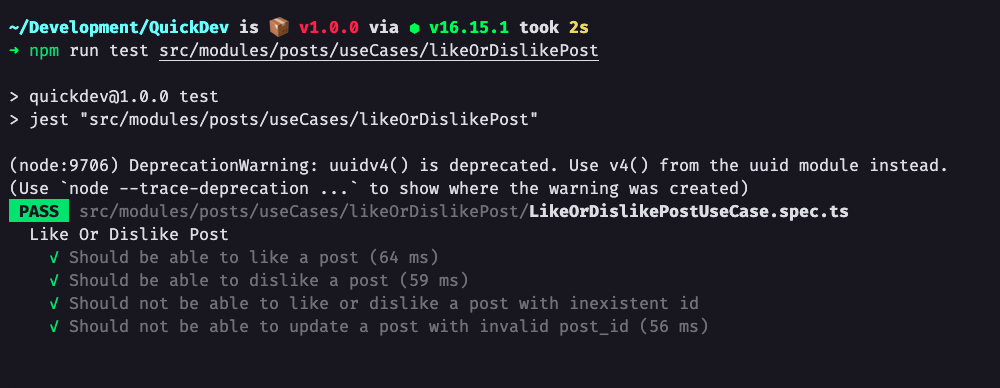 ~/Development/QuickDev is 📦 v1.0.0 via ⬢ v16.15.1 took 2s
➜ npm run test src/modules/posts/useCases/likeOrDislikePost
> quickdev@1.0.0 test
> jest "src/modules/posts/useCases/likeOrDislikePost"
(node:9706) DeprecationWarning: uuidv4() is deprecated. Use v4() from the uuid module instead.
(Use `node --trace-deprecation ...` to show where the warning was created)
PASS src/modules/posts/useCases/likeOrDislikePost/LikeOrDislikePostUseCase.spec.ts
Like Or Dislike Post
✓ Should be able to like a post (64 ms)
✓ Should be able to dislike a post (59 ms)
✓ Should not be able to like or dislike a post with inexistent id
✓ Should not be able to update a post with invalid post_id (56 ms)